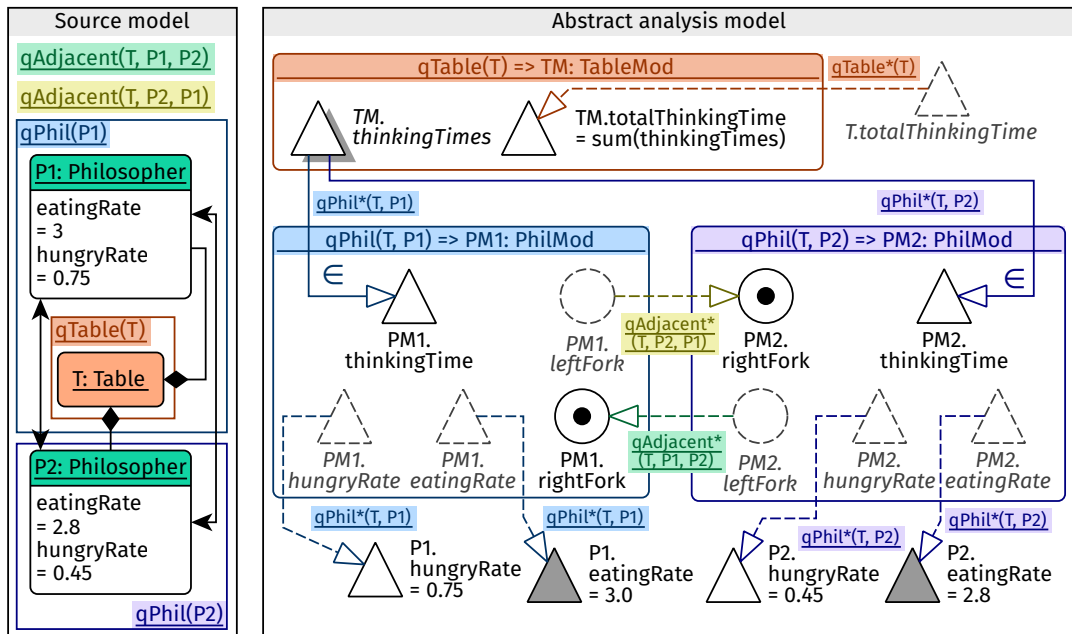 Source model
qAdjacent(T, P1, P2)
qAdjacent(T, P2, P1)
qPhil(P1)
P1: Philosopher
eatingRate
= 3
hungryRate
= 0.75
qTable(T)
T: Table
P2: Philosopher
eatingRate
= 2.8
hungryRate
= 0.45
qPhil(P2)
Abstract analysis model
qTable(T) => TM: TableMod
TM.
thinkingTimes
TM.totalThinkingTime
= sum(thinkingTimes)
qTable*(T)
T.totalThinkingTime
qPhil*(T, P1)
qPhil*(T, P2)
qPhil(T, P1) => PM1: PhilMod
∈
PM1.
thinkingTime
PM1.
leftFork
qAdjacent*
(T, P2, P1)
PM1.
hungryRate
PM1.
eatingRate
PM1.
rightFork
qAdjacent*
(T, P1, P2)
qPhil(T, P2) => PM2: PhilMod
PM2.
rightFork
∈
PM2.
thinkingTime
PM2.
leftFork
PM2.
hungryRate
PM2.
eatingRate
qPhil*(T, P1)
qPhil*(T, P1)
qPhil*(T, P2)
qPhil*(T, P2)
P1.
hungryRate
= 0.75
P1.
eatingRate
= 3.0
P2.
hungryRate
= 0.45
P2.
eatingRate
= 2.8